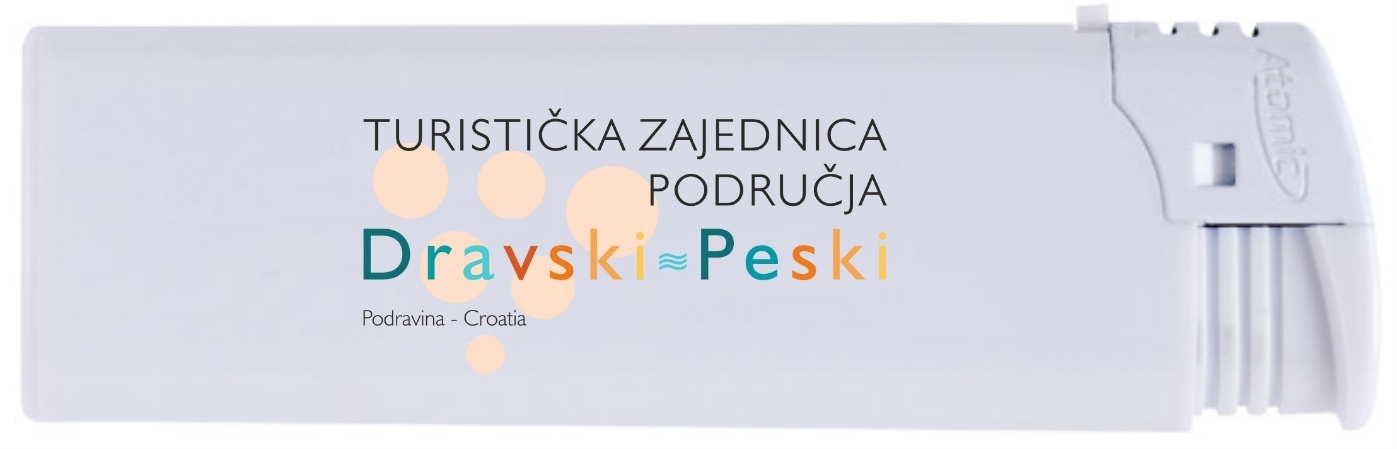 TURISTIČKA ZAJEDNICA
PODRUČJA
Dravski≈Peski
Podravina - Croatia
Atomic